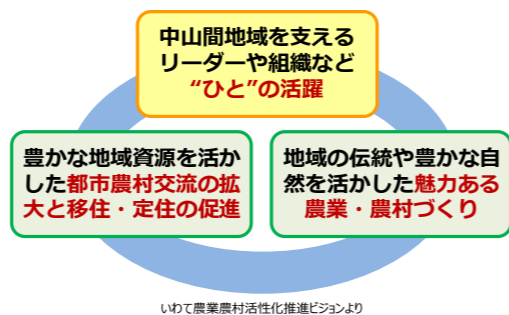 中山間地域を支える
リーダーや組織など
“ひと”の活躍
豊かな地域資源を活か
した都市農村交流の拡
大と移住・定住の促進
地域の伝統や豊かな自
然を活かした魅力ある
農業・農村づくり
いわて農業農村活性化推進ビジョンより